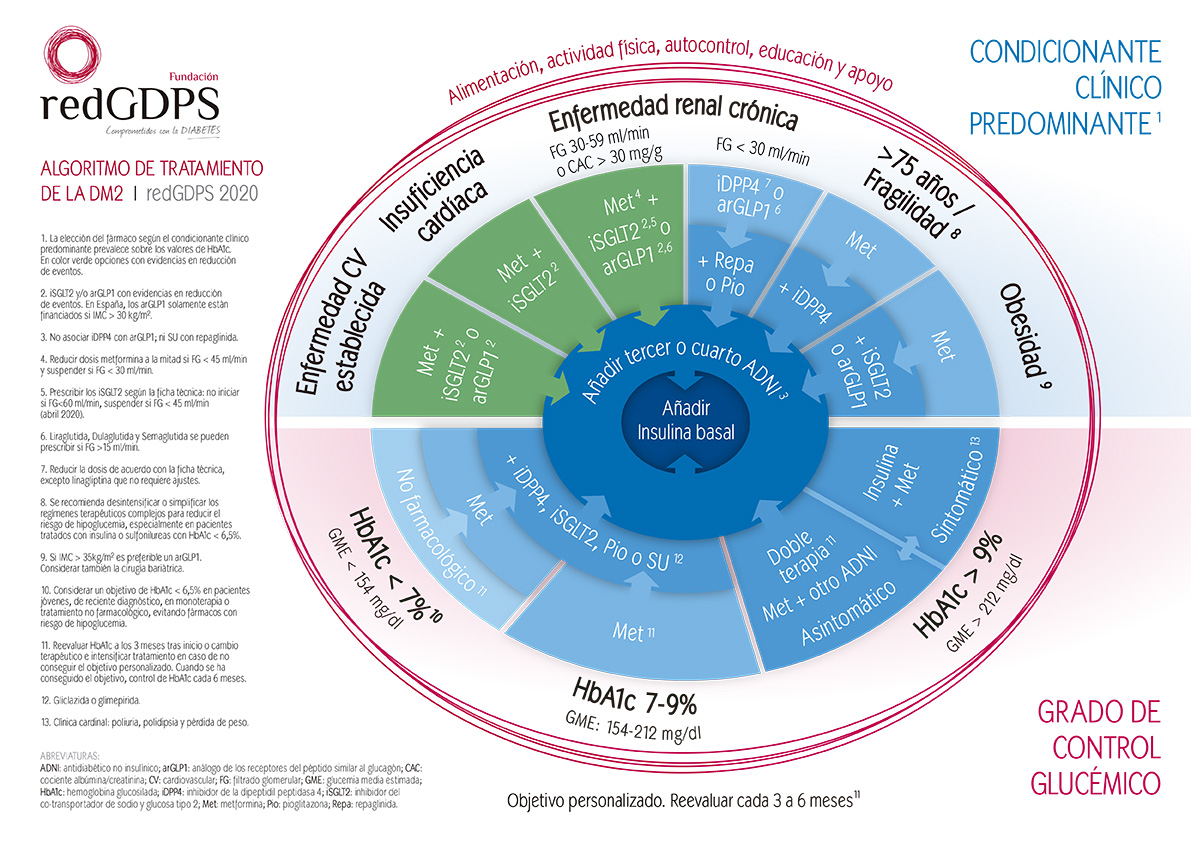 Fundación
redGDPS
Comprometidos con la DIABETES
ALGORITMO DE TRATAMIENTO
DE LA DM2 | redGDPS 2020
1. La elección del fármaco según el condicionante clínico
predominante prevalece sobre los valores de HbA1c.
En color verde opciones con evidencias en reducción
de eventos.
2. iSGLT2 y/o arGLP1 con evidencias en reducción
de eventos. En España, los arGLP1 solamente están
financiados si IMC > 30 kg/m².
3. No asociar iDPP4 con arGLP1; ni SU con repaglinida.
4. Reducir dosis metformina a la mitad si FG < 45 ml/min
y suspender si FG < 30 ml/min.
5. Prescribir los iSGLT2 según la ficha técnica: no iniciar
si FG<60 ml/min, suspender si FG < 45 ml/min
(abril 2020).
6. Liraglutida, Dulaglutida y Semaglutida se pueden
prescribir si FG >15 ml/min.
7. Reducir la dosis de acuerdo con la ficha técnica,
excepto linagliptina que no requiere ajustes.
8. Se recomienda desintensificar o simplificar los
regímenes terapéuticos complejos para reducir el
riesgo de hipoglucemia, especialmente en pacientes
tratados con insulina o sulfonilureas con HbA1c < 6,5%.
9. Si IMC > 35kg/m² es preferible un arGLP1.
Considerar también la cirugía bariátrica.
10. Considerar un objetivo de HbA1c < 6,5% en pacientes
jóvenes, de reciente diagnóstico, en monoterapia o
tratamiento no farmacológico, evitando fármacos con
riesgo de hipoglucemia.
11. Reevaluar HbA1c a los 3 meses tras inicio o cambio
terapéutico e intensificar tratamiento en caso de no
conseguir el objetivo personalizado. Cuando se ha
conseguido el objetivo, control de HbA1c cada 6 meses.
12. Gliclazida o glimepirida.
13. Clínica cardinal: poliuria, polidipsia y pérdida de peso.
ABREVIATURAS:
ADNI: antidiabético no insulínico; arGLP1: análogo de los receptores del péptido similar al glucagón; CAC:
cociente albúmina/creatinina; CV: cardiovascular; FG: filtrado glomerular; GME: glucemia media estimada;
HbA1c: hemoglobina glucosilada; iDPP4: inhibidor de la dipeptidil peptidasa 4; iSGLT2: inhibidor del
co-transportador de sodio y glucosa tipo 2; Met: metformina; Pio: pioglitazona; Repa: repaglinida.
Alimentación, actividad física, autocontrol, educación y apoyo
CONDICIONANTE
CLÍNICO
PREDOMINANTE 1
Enfermedad CV
establecida
Met +
iSGLT2 2 o
arGLP1 2
Insuficiencia
cardíaca
Met +
iSGLT2 2
Enfermedad renal crónica
FG 30-59 ml/min
o CAC > 30 mg/g
Met 4 +
iSGLT2 2,5 o
arGLP1 2,6
FG < 30 ml/min
iDPP4 7 o
arGLP1 6
+ Repa
o Pio
>75 años /
Fragilidad 8
Met
+ iDPP4
Obesidad 9
Met
+ iSGLT2
o arGLP1
Añadir tercer o cuarto ADNI 3
Añadir
Insulina basal
HbA1c < 7% 10
GME < 154 mg/dl
No farmacológico 11
Met
+ iDPP4, iSGLT2, Pio o SU 12
Met 11
HbA1c 7-9%
GME: 154-212 mg/dl
Doble
terapia 11
Met + otro ADNI
Asintomático
Insulina
+ Met
Sintomático 13
HbA1c > 9%
GME > 212 mg/dl
GRADO DE
CONTROL
GLUCÉMICO
Objetivo personalizado. Reevaluar cada 3 a 6 meses 11